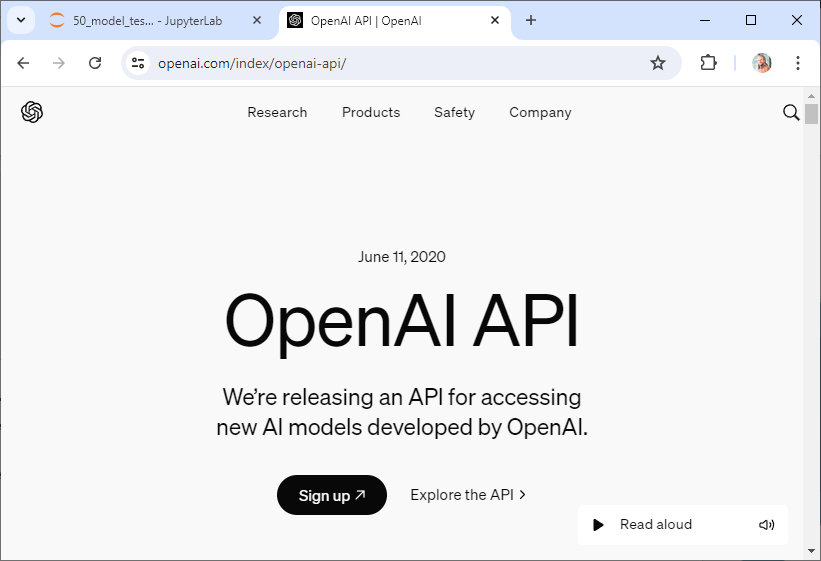 50_model_tes... - JupyterLab
OpenAI API | OpenAI
openai.com/index/openai-api/
Research Products Safety Company
June 11, 2020
OpenAI API
We’re releasing an API for accessing
new AI models developed by OpenAI.
Sign up ↗ Explore the API >
Read aloud